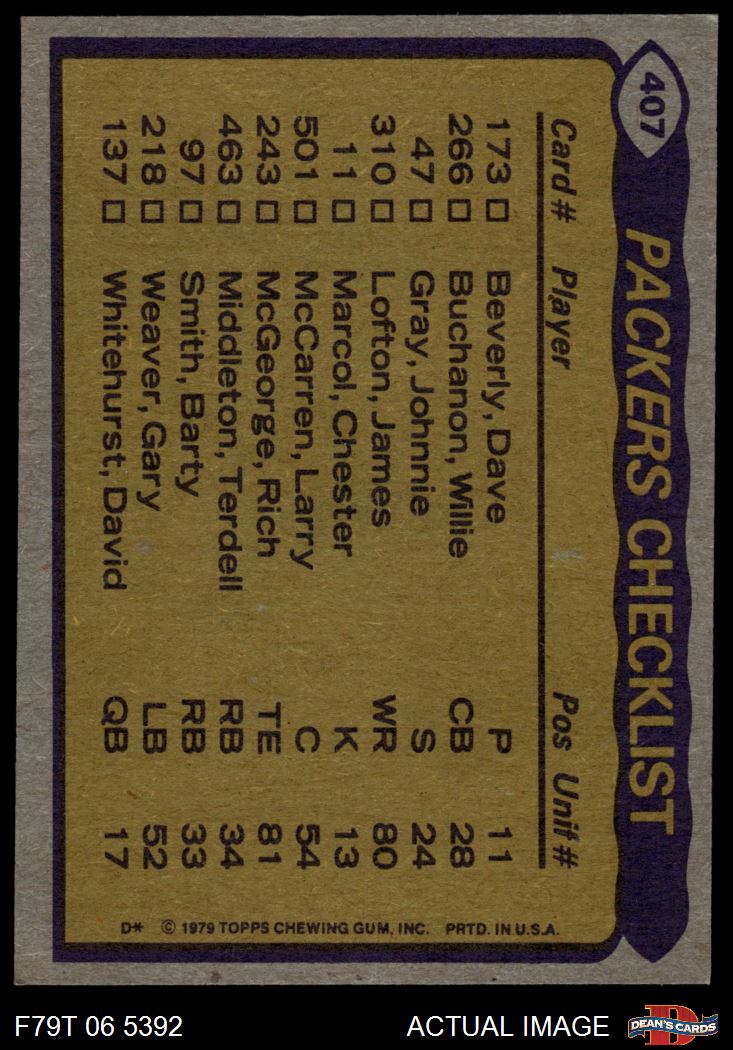 407
PACKERS CHECKLIST
Card # Player Pos Unif #
173 □ Beverly, Dave P 11
266 □ Buchanon, Willie CB 28
47 □ Gray, Johnnie S 24
310 □ Lofton, James WR 80
11 □ Marcol, Chester K 13
501 □ McCarren, Larry C 54
243 □ McGeorge, Rich TE 81
463 □ Middleton, Terdell RB 34
97 □ Smith, Barty RB 33
218 □ Weaver, Gary LB 52
137 □ Whitehurst, David QB 17
D* © 1979 TOPPS CHEWING GUM, INC. PRTD. IN U.S.A.
F79T 06 5392 ACTUAL IMAGE D DEAN'S CARDS